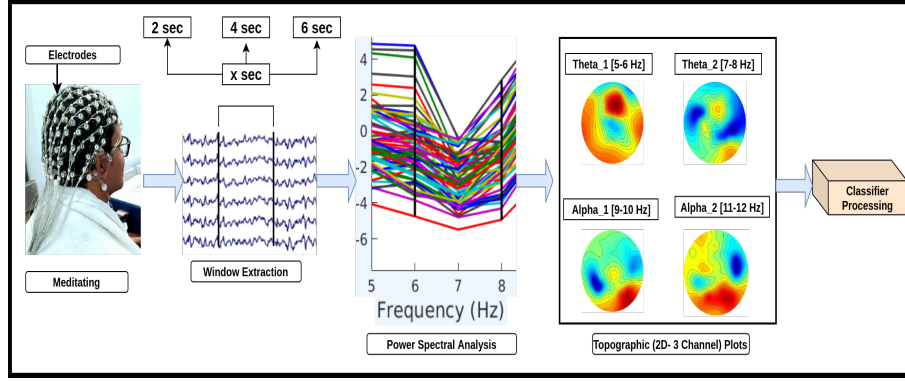 2 sec
4 sec
6 sec
x sec
Electrodes
Meditating
Window Extraction
4
2
0
-2
-4
-6
5 6 7 8
Frequency (Hz)
Power Spectral Analysis
Theta_1 [5-6 Hz]
Theta_2 [7-8 Hz]
Alpha_1 [9-10 Hz]
Alpha_2 [11-12 Hz]
Topographic (2D- 3 Channel) Plots
Classifier
Processing